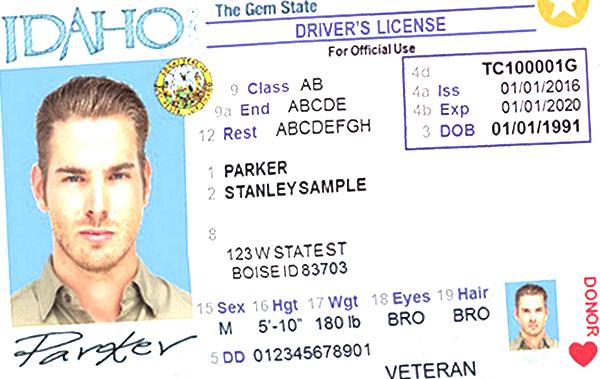 IDAHO
The Gem State
DRIVER'S LICENSE
For Official Use
9 Class AB
9a End ABCDE
12 Rest ABCDEFGH
4d TC100001G
4a Iss 01/01/2016
4b Exp 01/01/2020
3 DOB 01/01/1991
1 PARKER
2 STANLEYSAMPLE
8
123 W STATEST
BOISE ID 83703
15 Sex 16 Hgt 17 Wgt 18 Eyes 19 Hair
M 5'-10" 180 lb BRO BRO
5 DD 012345678901
VETERAN
DONOR
Parker